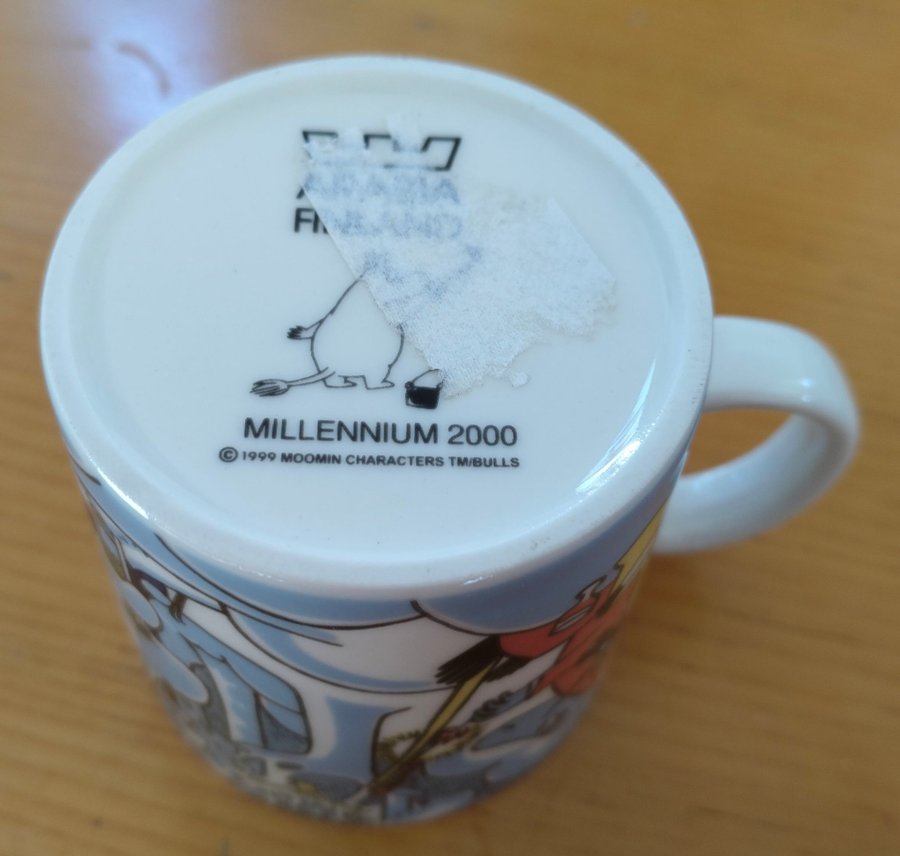 ARABIA
FINLAND
MILLENNIUM 2000
© 1999 MOOMIN CHARACTERS TM/BULLS